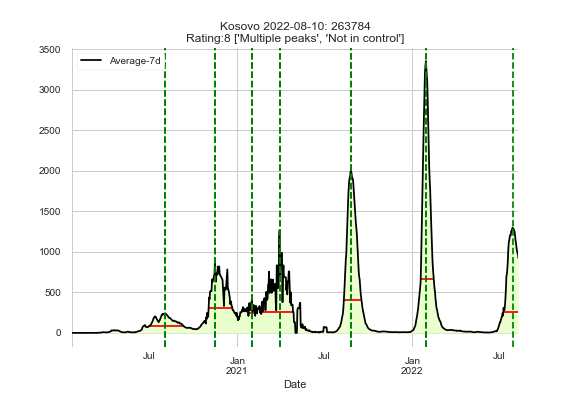 Kosovo 2022-08-10: 263784
Rating:8 ['Multiple peaks', 'Not in control']
Average-7d
3500
3000
2500
2000
1500
1000
500
0
Jul
Jan
2021
Jul
Jan
2022
Jul
Date